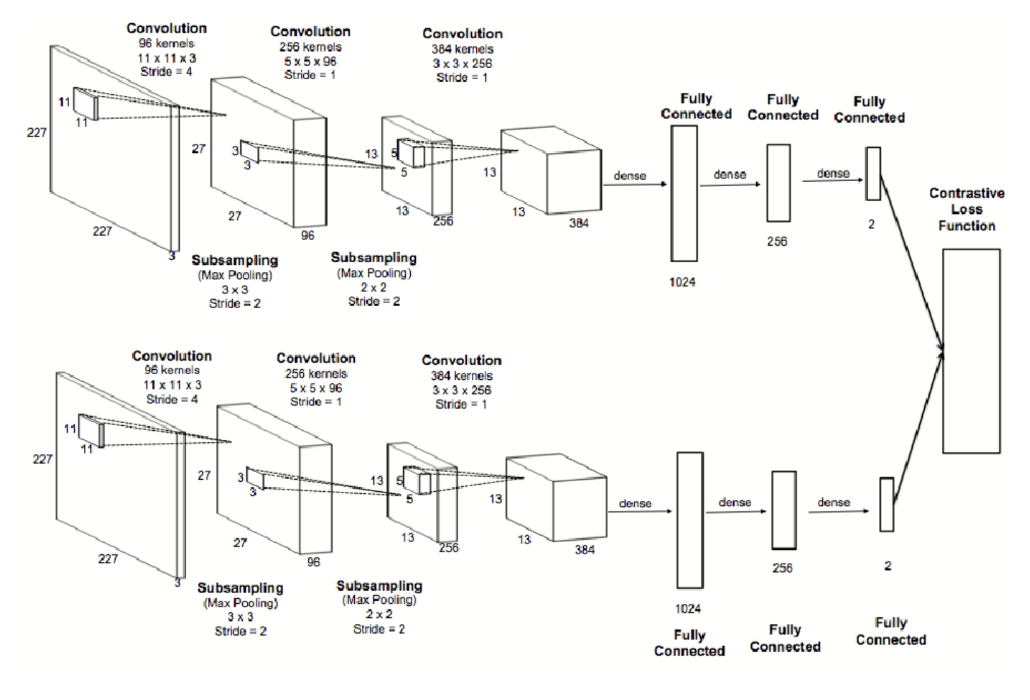 Convolution
96 kernels
11 x 11 x 3
Stride = 4
Convolution
256 kernels
5 x 5 x 96
Stride = 1
Convolution
384 kernels
3 x 3 x 256
Stride = 1
Fully
Connected
Fully
Connected
Fully
Connected
11
11
227
227
3
27
3
3
27
96
13
5
5
13
256
13
13
384
dense
dense
dense
1024
256
2
Contrastive
Loss
Function
Subsampling
(Max Pooling)
3 x 3
Stride = 2
Subsampling
(Max Pooling)
2 x 2
Stride = 2
Convolution
96 kernels
11 x 11 x 3
Stride = 4
Convolution
256 kernels
5 x 5 x 96
Stride = 1
Convolution
384 kernels
3 x 3 x 256
Stride = 1
11
11
227
227
3
27
3
3
27
96
13
5
5
13
256
13
13
384
dense
dense
dense
1024
256
2
Subsampling
(Max Pooling)
3 x 3
Stride = 2
Subsampling
(Max Pooling)
2 x 2
Stride = 2
Fully
Connected
Fully
Connected
Fully
Connected